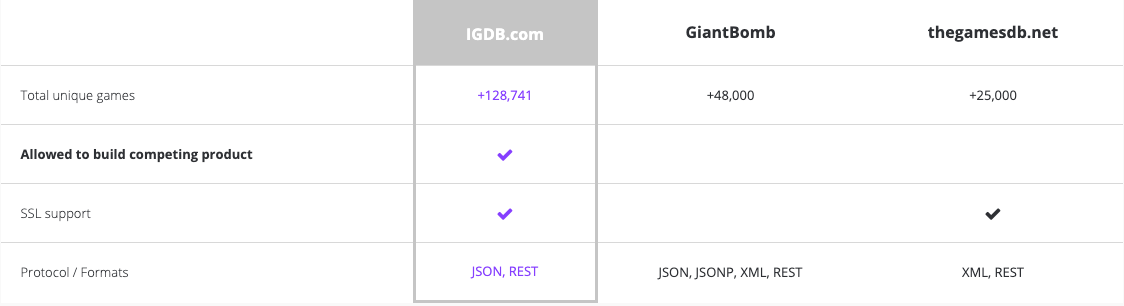 IGDB.com GiantBomb thegamesdb.net
Total unique games +128,741 +48,000 +25,000
Allowed to build competing product
SSL support
Protocol / Formats JSON, REST JSON, JSONP, XML, REST XML, REST